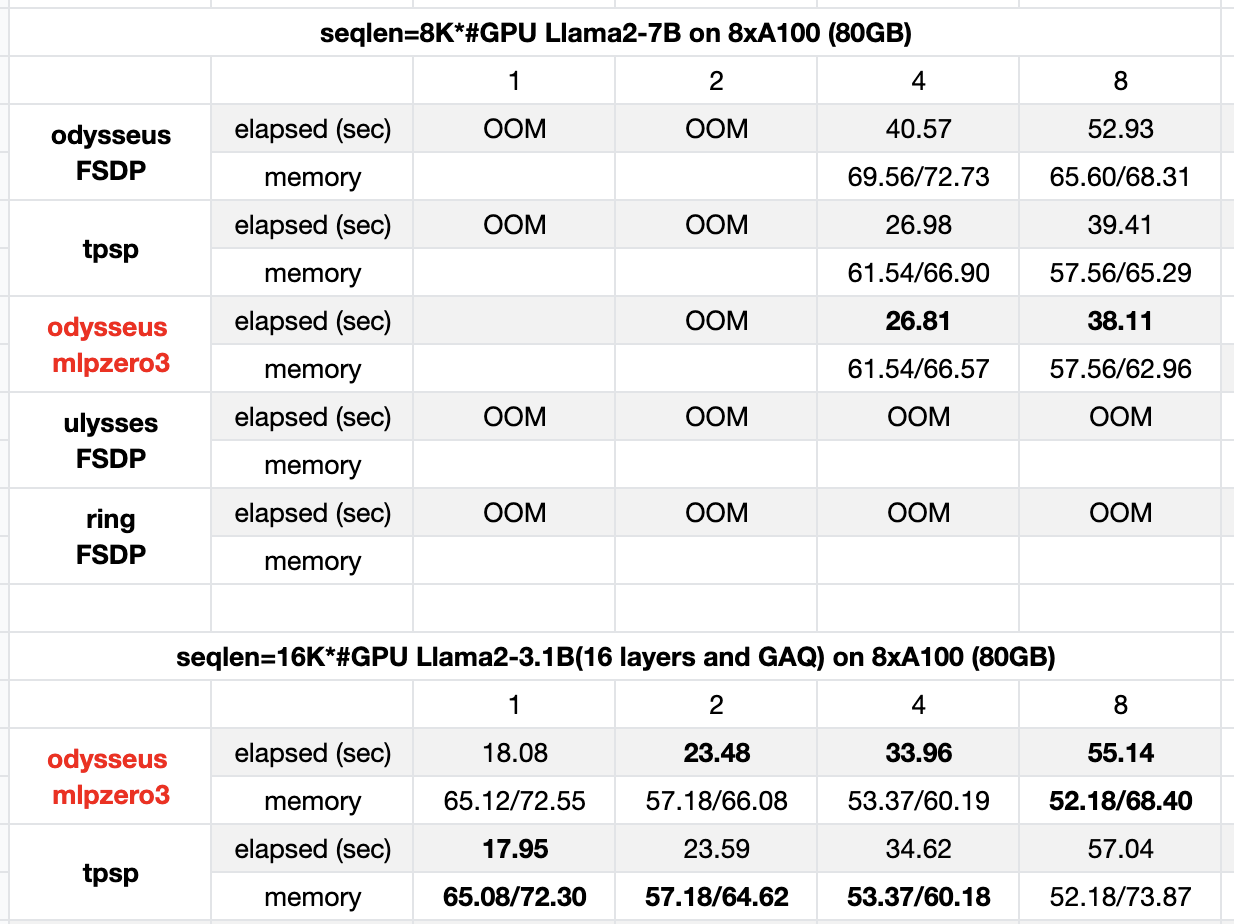 seqlen=8K*#GPU Llama2-7B on 8xA100 (80GB)
1 2 4 8
odysseus FSDP
elapsed (sec) OOM OOM 40.57 52.93
memory 69.56/72.73 65.60/68.31
tpsp
elapsed (sec) OOM OOM 26.98 39.41
memory 61.54/66.90 57.56/65.29
odysseus mlpzero3
elapsed (sec) OOM 26.81 38.11
memory 61.54/66.57 57.56/62.96
ulysses FSDP
elapsed (sec) OOM OOM OOM OOM
memory
ring FSDP
elapsed (sec) OOM OOM OOM OOM
memory
seqlen=16K*#GPU Llama2-3.1B(16 layers and GAQ) on 8xA100 (80GB)
1 2 4 8
odysseus mlpzero3
elapsed (sec) 18.08 23.48 33.96 55.14
memory 65.12/72.55 57.18/66.08 53.37/60.19 52.18/68.40
tpsp
elapsed (sec) 17.95 23.59 34.62 57.04
memory 65.08/72.30 57.18/64.62 53.37/60.18 52.18/73.87